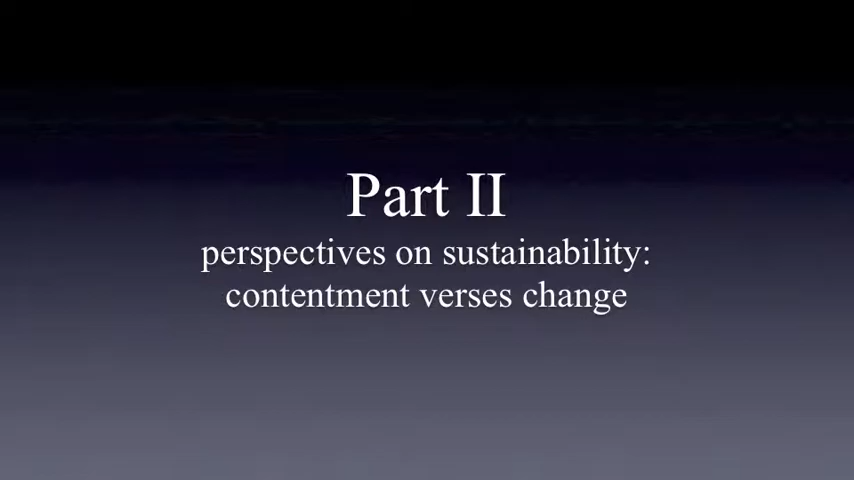 Part II
perspectives on sustainability:
contentment verses change